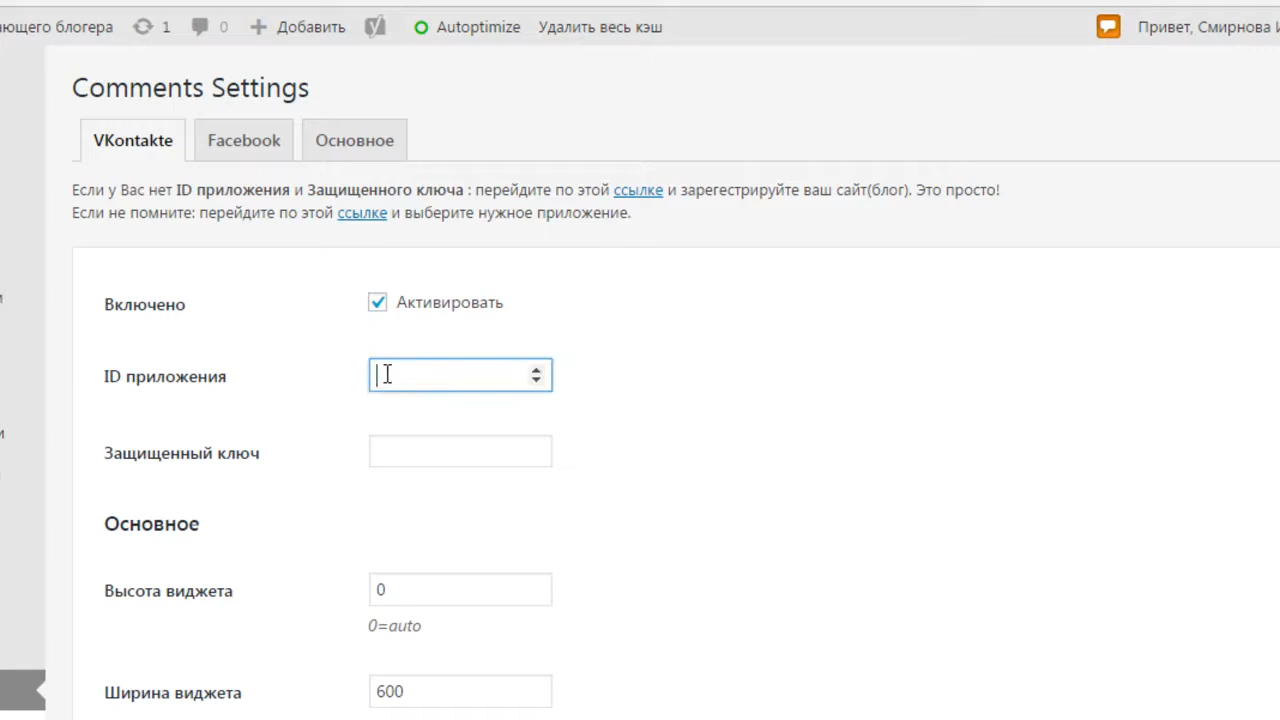 ющего блогера 1 0 Добавить Autoptimize Удалить весь кэш Привет, Смирнова И
Comments Settings
VKontakte Facebook Основное
Если у Вас нет ID приложения и Защищенного ключа : перейдите по этой ссылке и зарегестрируйте ваш сайт(блог). Это просто!
Если не помните: перейдите по этой ссылке и выберите нужное приложение.
Включено Активировать
ID приложения
Защищенный ключ
Основное
Высота виджета 0
0=auto
Ширина виджета 600